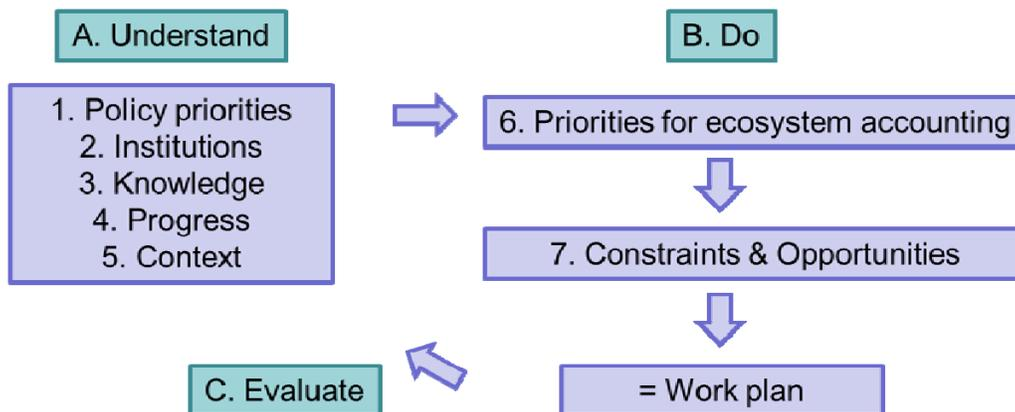 A. Understand
1. Policy priorities
2. Institutions
3. Knowledge
4. Progress
5. Context
B. Do
6. Priorities for ecosystem accounting
7. Constraints & Opportunities
= Work plan
C. Evaluate